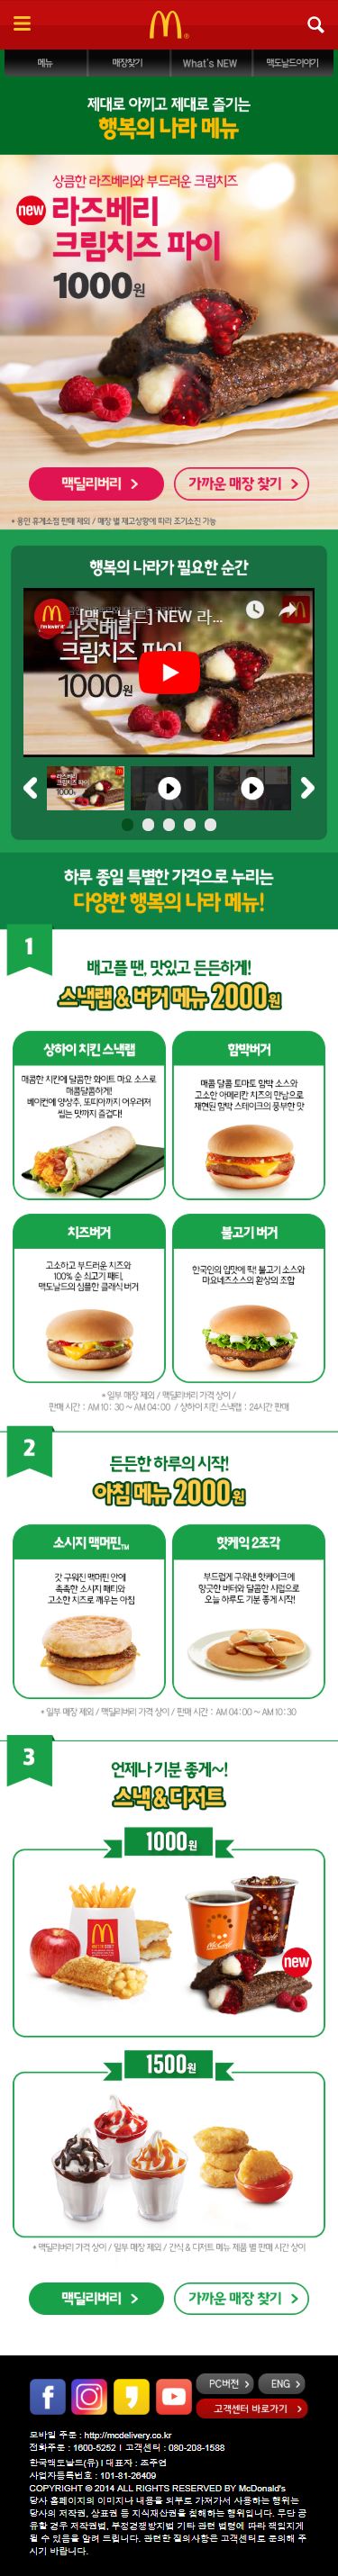 메뉴
매장찾기
What's NEW
맥도날드이야기
제대로 아끼고 제대로 즐기는
행복의 나라 메뉴
상큼한 라즈베리와 부드러운 크림치즈
new 라즈베리
크림치즈 파이
1000원
맥딜리버리 >
가까운 매장 찾기 >
* 용인 휴게소점 판매 제외 / 매장 별 재고상황에 따라 조기소진 가능
행복의 나라가 필요한 순간
[맥도날드] NEW 라...
i'm lovin' it
라즈베리
크림치즈 파이
1000원
라즈베리
크림치즈 파이
1000원
하루 종일 특별한 가격으로 누리는
다양한 행복의 나라 메뉴!
1
배고플 땐, 맛있고 든든하게!
스낵랩 & 버거 메뉴 2000원
상하이 치킨 스낵랩
매콤한 치킨에 달콤한 화이트 마요 소스로
매콤달콤하게!
베이컨에 양상추, 또띠아까지 어우러져
씹는 맛까지 즐겁다!
함박버거
매콤 달콤 토마토 함박 소스와
고소한 아메리칸 치즈의 만남으로
재현된 함박 스테이크의 풍부한 맛
치즈버거
고소하고 부드러운 치즈와
100% 순 쇠고기 패티,
맥도날드의 심플한 클래식 버거
불고기 버거
한국인의 입맛에 딱! 불고기 소스와
마요네즈소스의 환상의 조합
* 일부 매장 제외 / 맥딜리버리 가격 상이 /
판매 시간 : AM 10: 30 ~ AM 04:00 / 상하이 치킨 스낵랩 : 24시간 판매
2
든든한 하루의 시작!
아침 메뉴 2000원
소시지 맥머핀™
갓 구워진 맥머핀 안에
촉촉한 소시지 패티와
고소한 치즈로 깨우는 아침
핫케익 2조각
부드럽게 구워낸 핫케이크에
향긋한 버터와 달콤한 시럽으로
오늘 하루도 기분 좋게 시작!
* 일부 매장 제외 / 맥딜리버리 가격 상이 / 판매 시간 : AM 04:00 ~ AM 10:30
3
언제나 기분 좋게~!
스낵&디저트
1000원
new
1500원
* 맥딜리버리 가격 상이 / 일부 매장 제외 / 간식 & 디저트 메뉴 제품 별 판매 시간 상이
맥딜리버리 >
가까운 매장 찾기 >
PC버전 >
ENG >
고객센터 바로가기 >
모바일 주문 : http://mcdelivery.co.kr
전화주문 : 1600-5252 I 고객센터 : 080-208-1588
한국맥도날드(유) I 대표자 : 조주연
사업자등록번호 : 101-81-26409
COPYRIGHT © 2014 ALL RIGHTS RESERVED BY McDonald's
당사 홈페이지의 이미지나 내용을 외부로 가져가서 사용하는 행위는
당사의 저작권, 상표권 등 지식재산권을 침해하는 행위입니다. 무단 공
유할 경우 저작권법, 부정경쟁방지법 기타 관련 법령에 따라 책임지게
될 수 있음을 알려 드립니다. 관련한 질의사항은 고객센터로 문의해 주
시기 바랍니다.